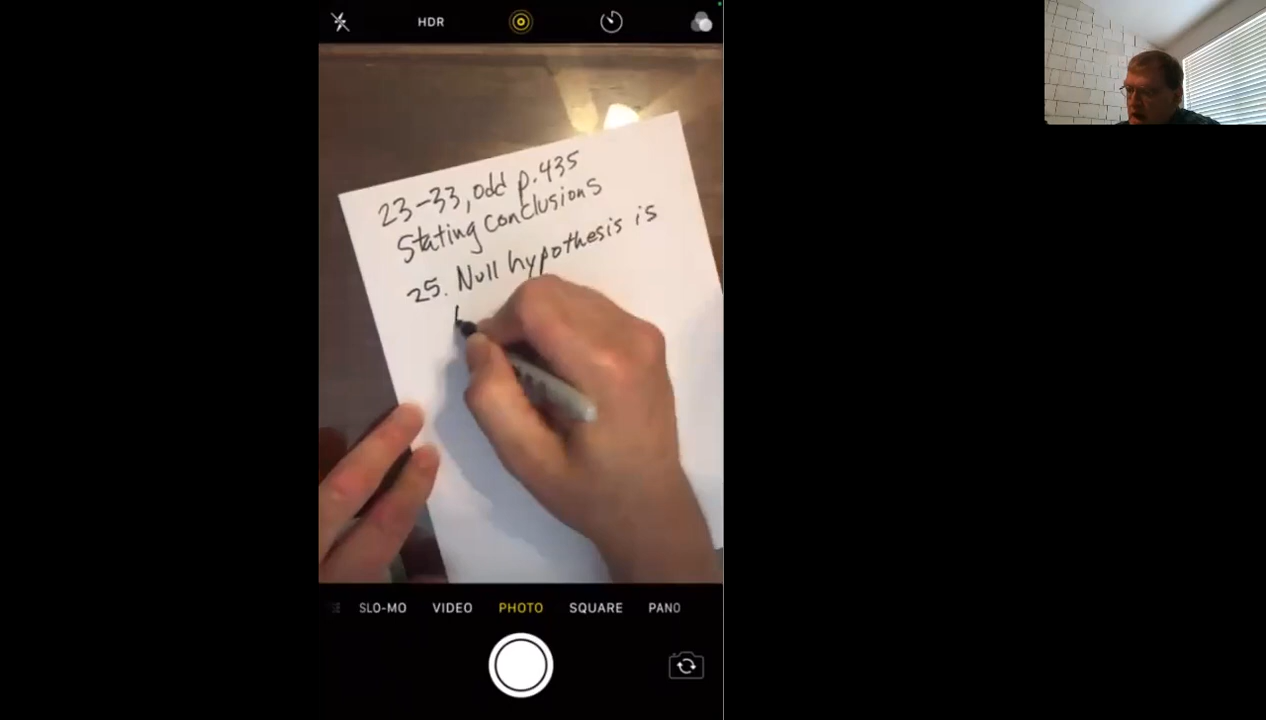 HDR
23-33, odd p.435
Stating conclusions
25. Null hypothesis is
SLO-MO VIDEO PHOTO SQUARE PANO